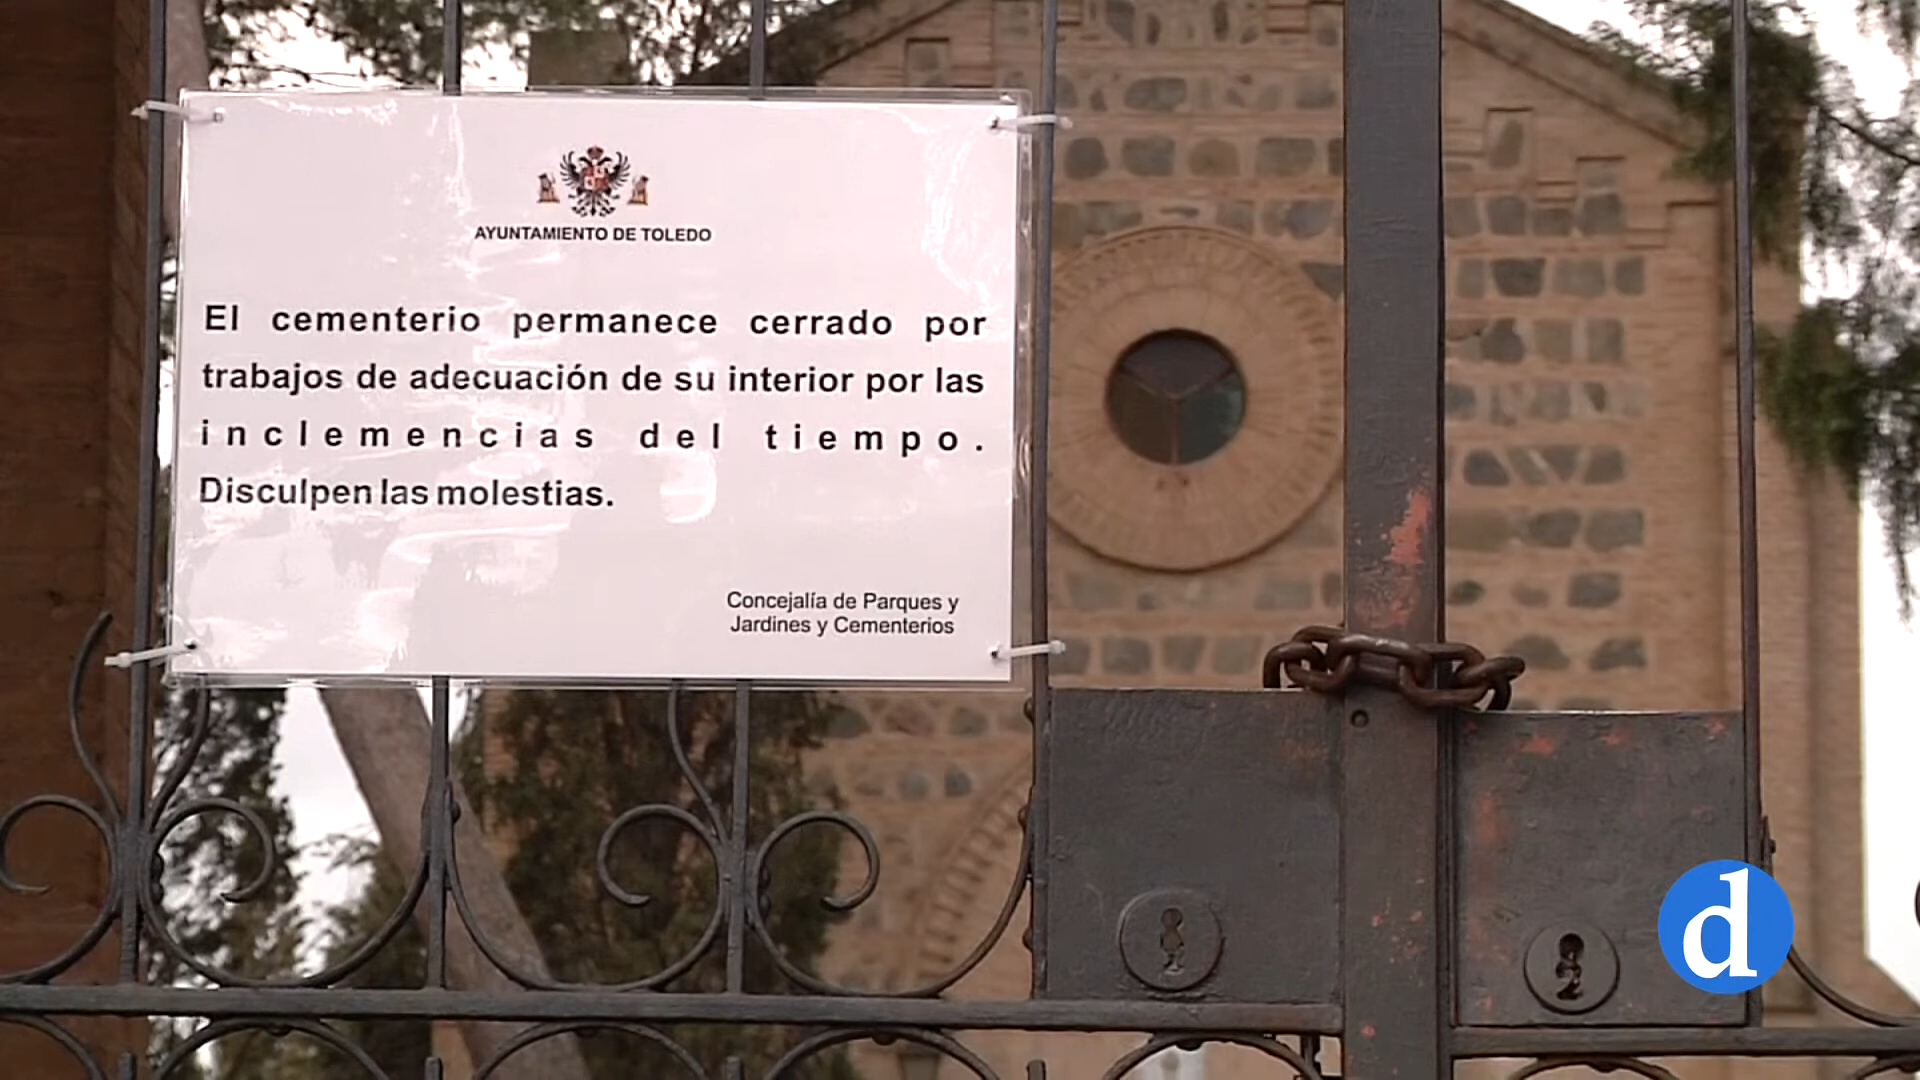 AYUNTAMIENTO DE TOLEDO
El cementerio permanece cerrado por
trabajos de adecuación de su interior por las
inclemencias del tiempo.
Disculpen las molestias.
Concejalía de Parques y
Jardines y Cementerios
d